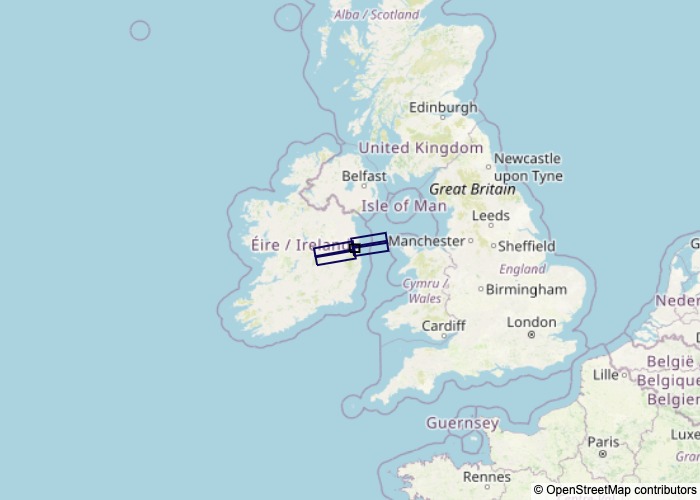 Alba / Scotland
Edinburgh
United Kingdom
Newcastle
upon Tyne
Belfast
Great Britain
Isle of Man
Leeds
Éire / Ireland
Manchester
Sheffield
England
Cymru /
Wales
Birmingham
Neder
Cardiff
London
België
Lille
Belgique
Belgien
Guernsey
Luxe
Paris
Gran
Rennes
© OpenStreetMap contributors